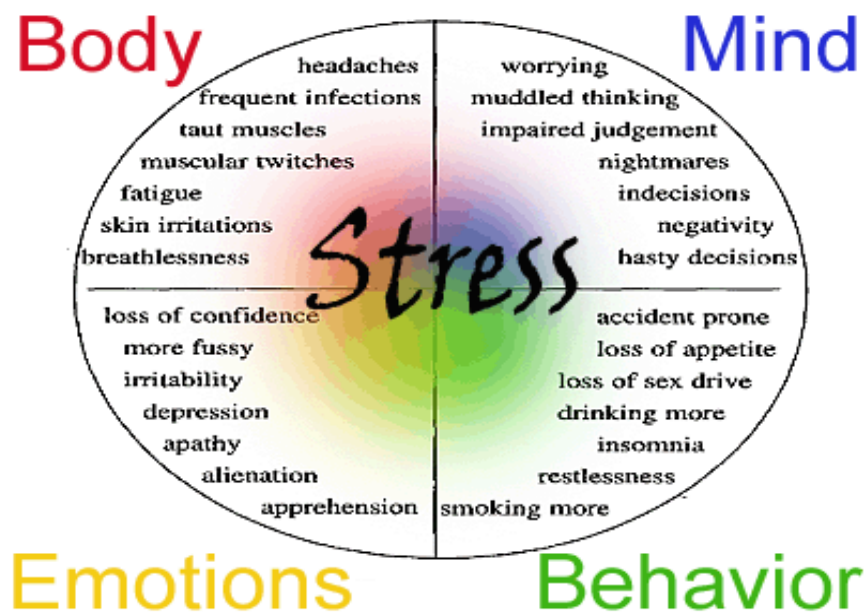 Body
headaches
frequent infections
taut muscles
muscular twitches
fatigue
skin irritations
breathlessness
Mind
worrying
muddled thinking
impaired judgement
nightmares
indecisions
negativity
hasty decisions
Stress
loss of confidence
more fussy
irritability
depression
apathy
alienation
apprehension
Emotions
accident prone
loss of appetite
loss of sex drive
drinking more
insomnia
restlessness
smoking more
Behavior